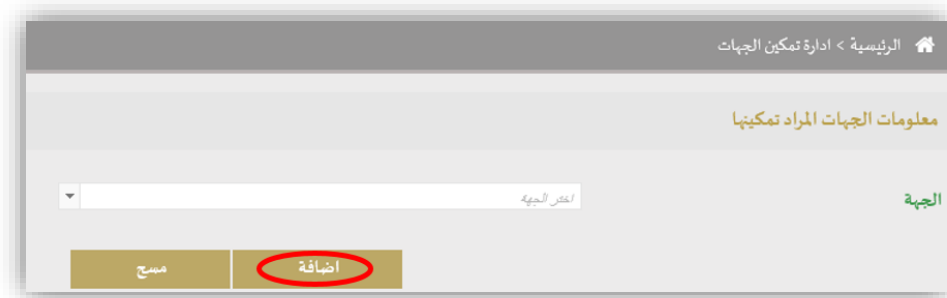 الرئيسية > ادارة تمكين الجهات
معلومات الجهات المراد تمكينها
الجهة
اختر الجهة
اضافة
مسح